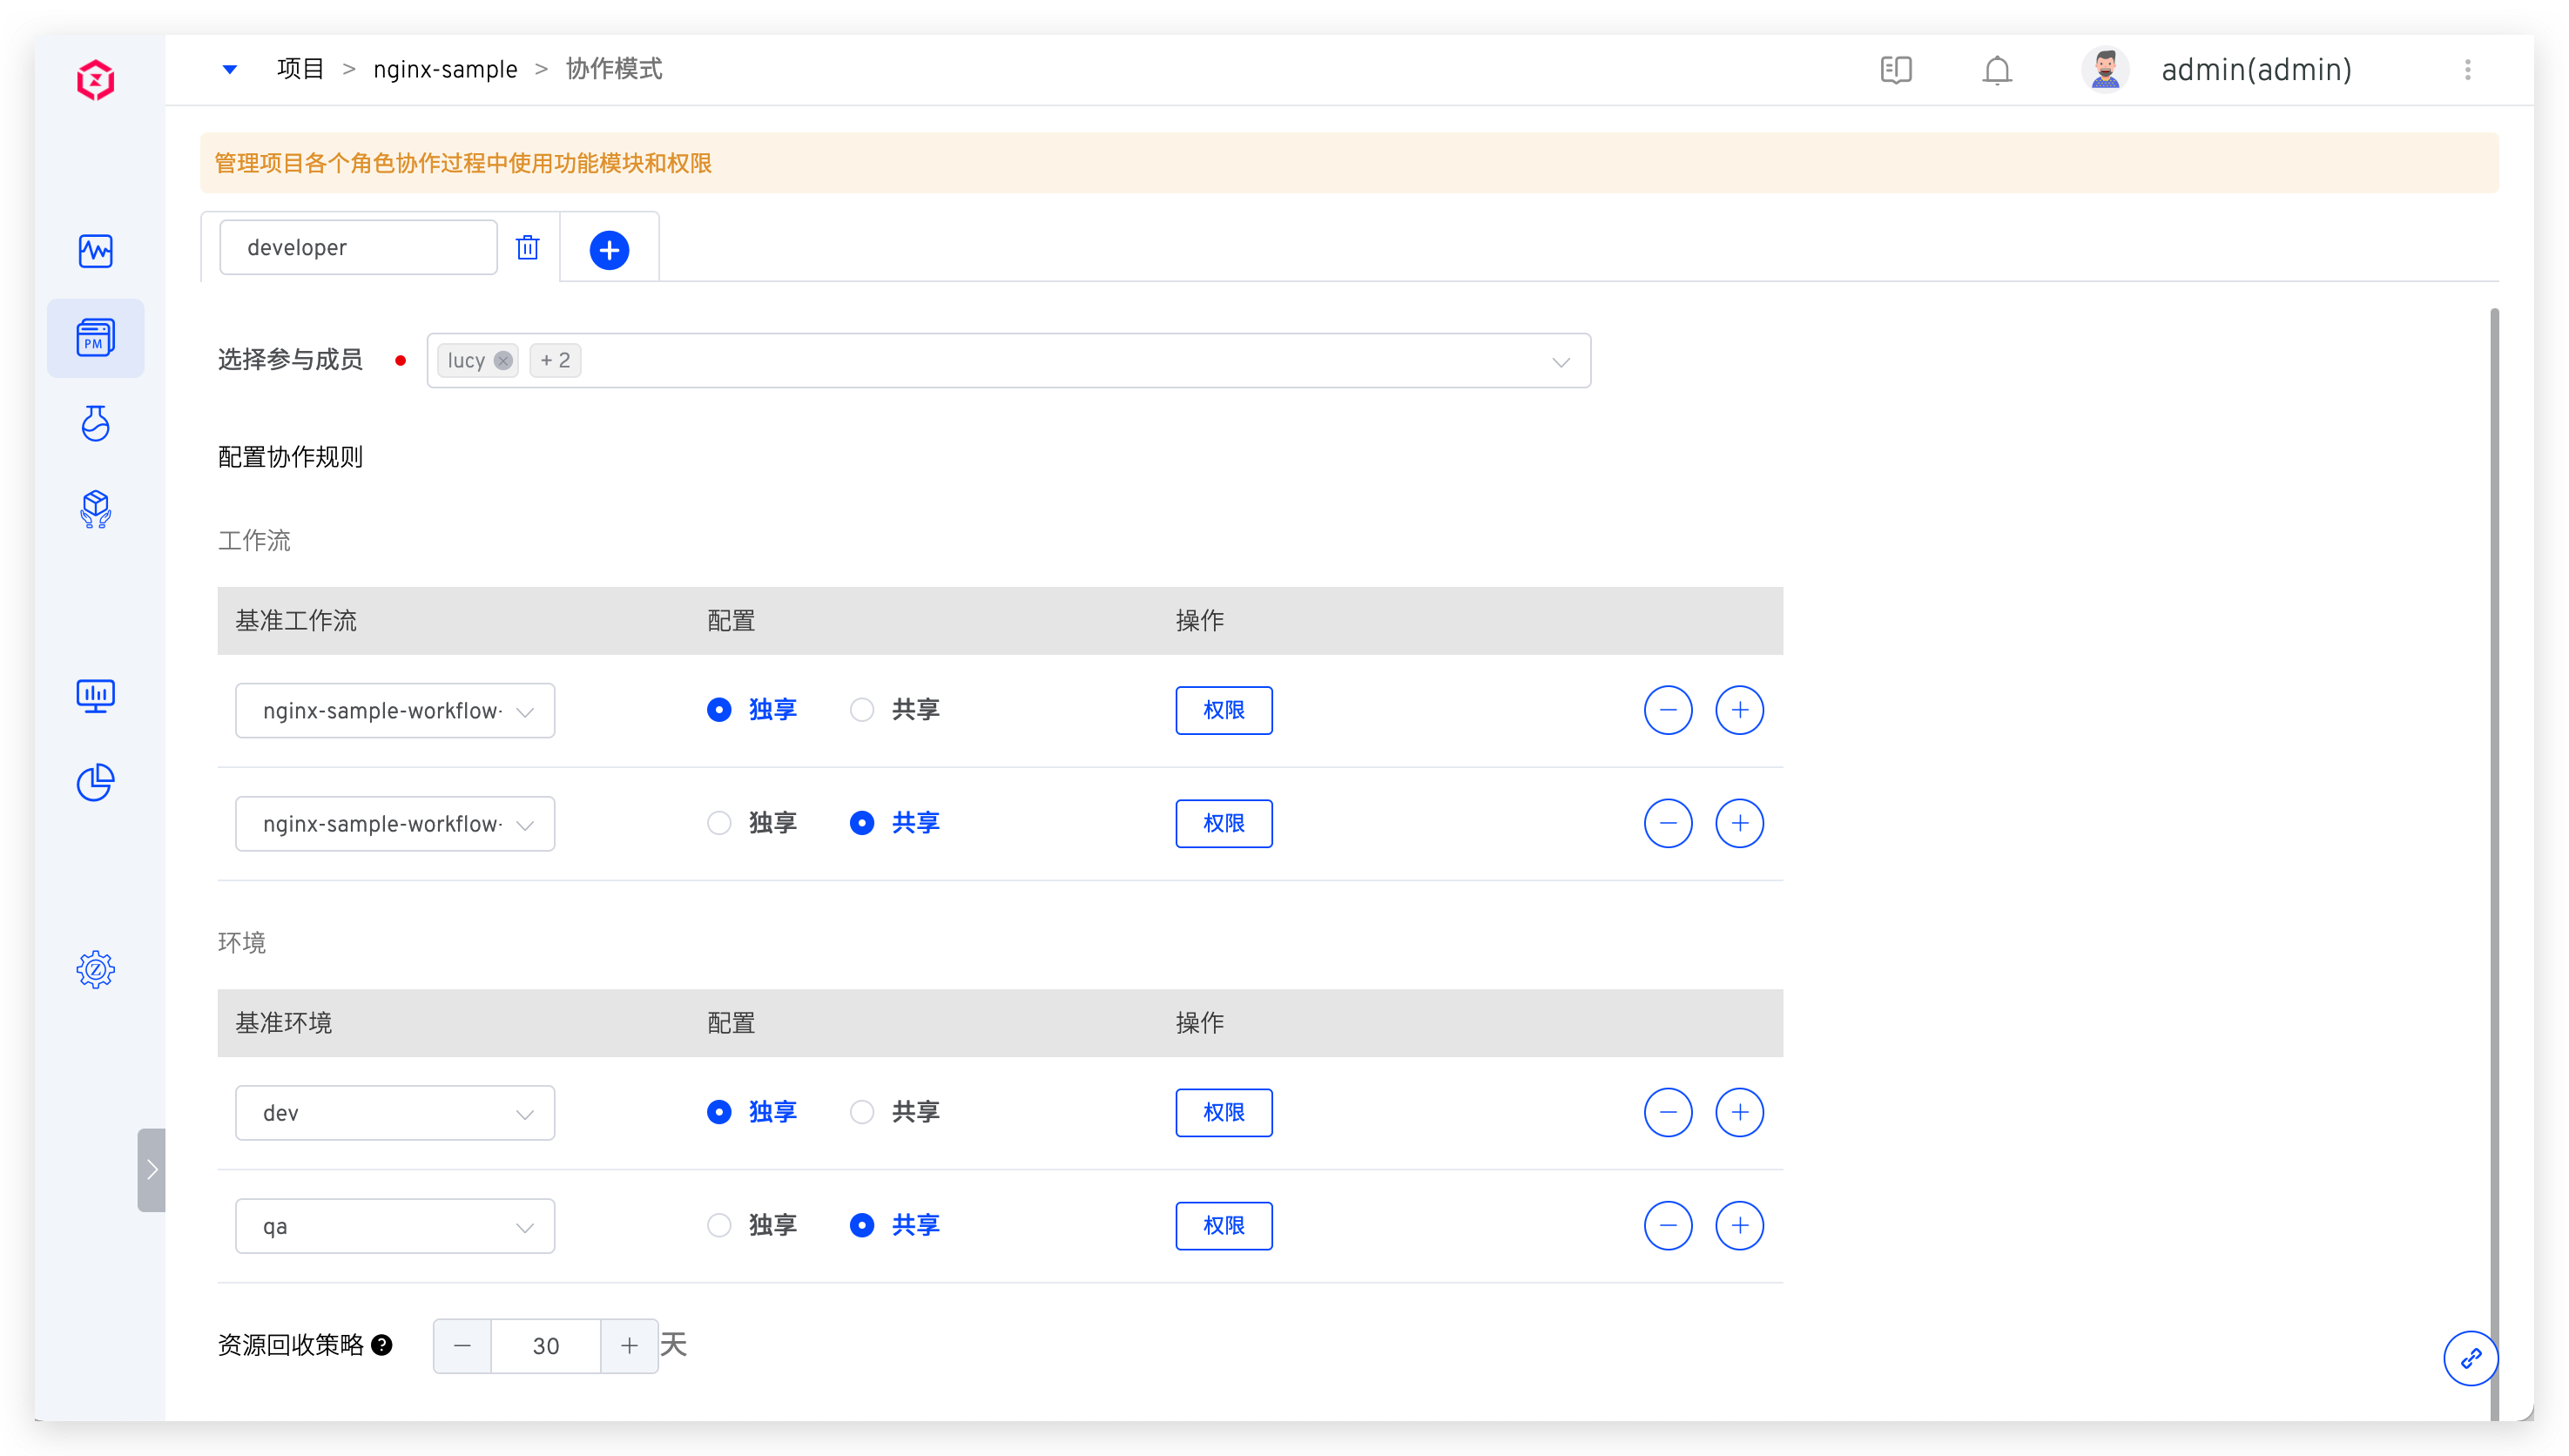 项目 > nginx-sample > 协作模式
admin(admin)
管理项目各个角色协作过程中使用功能模块和权限
developer
PM
选择参与成员 lucy + 2
配置协作规则
工作流
基准工作流 配置 操作
nginx-sample-workflow- 独享 共享 权限
nginx-sample-workflow- 独享 共享 权限
环境
基准环境 配置 操作
dev 独享 共享 权限
qa 独享 共享 权限
资源回收策略 ? 30 天